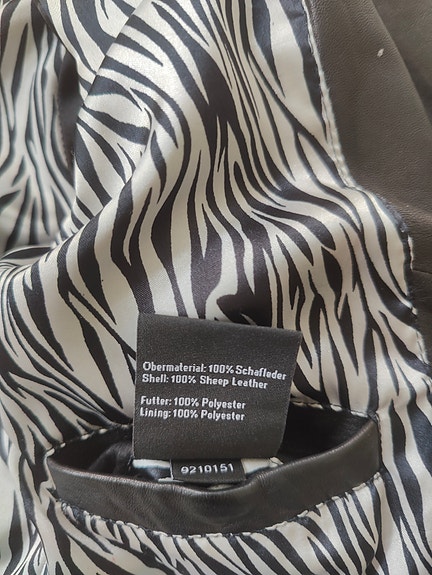 Obermaterial: 100% Schafleder
Shell: 100% Sheep Leather
Futter: 100% Polyester
Lining: 100% Polyester
9210151